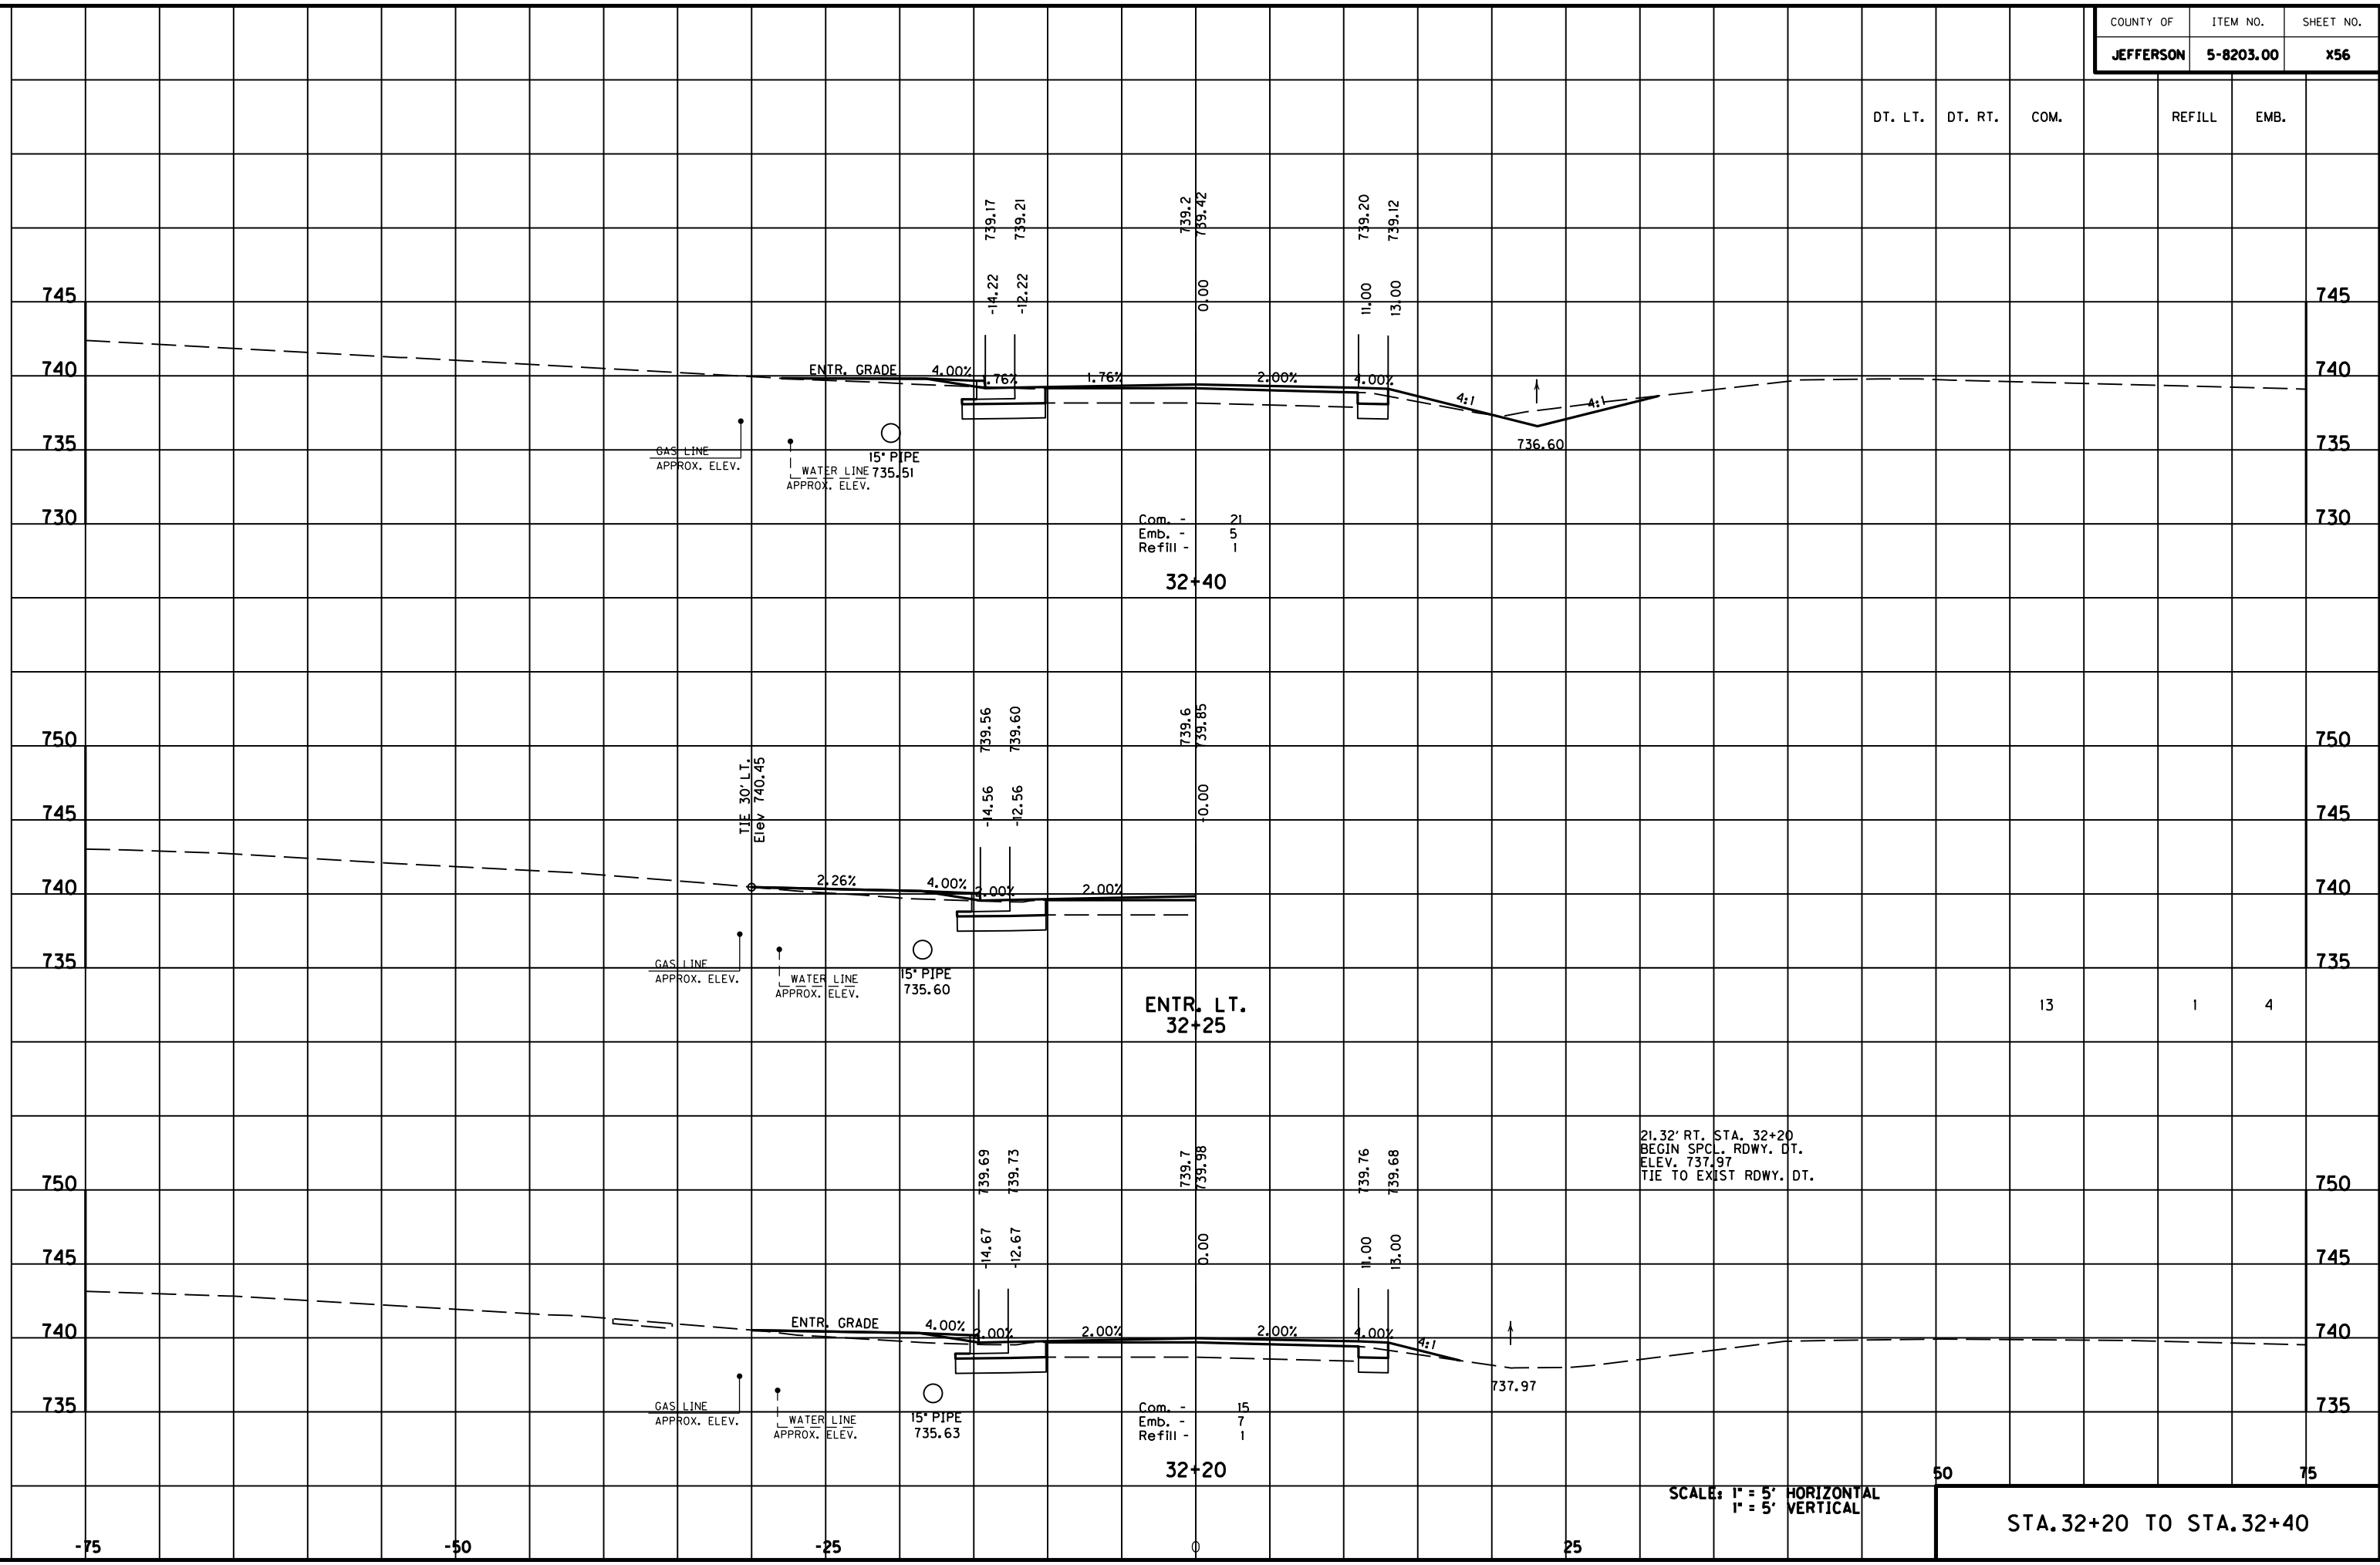 COUNTY OF ITEM NO. SHEET NO.
JEFFERSON 5-8203.00 X56
DT. LT. DT. RT. COM. REFILL EMB.
739.17 739.21 739.2 739.42 739.20 739.12
-14.22 -12.22 0.00 11.00 13.00
745 745
740 ENTR. GRADE 4.00% 1.76% 1.76% 2.00% 4.00% 4:1 4:1 740
735 735
736.60
GAS LINE
APPROX. ELEV.
WATER LINE
APPROX. ELEV.
15" PIPE
735.51
730 730
Com. - 21
Emb. - 5
Refill - 1
32+40
739.56 739.60 739.6 739.85
750 750
TIE 30' LT.
Elev 740.45
-14.56 -12.56 -0.00
745 745
740 2.26% 4.00% 2.00% 2.00% 740
735 735
GAS LINE
APPROX. ELEV.
WATER LINE
APPROX. ELEV.
15" PIPE
735.60
ENTR. LT.
32+25
13 1 4
21.32' RT. STA. 32+20
BEGIN SPCL. RDWY. DT.
ELEV. 737.97
TIE TO EXIST RDWY. DT.
739.69 739.73 739.7 739.98 739.76 739.68
750 750
-14.67 -12.67 0.00 11.00 13.00
745 745
740 ENTR. GRADE 4.00% 2.00% 2.00% 2.00% 4.00% 4:1 740
737.97
735 735
GAS LINE
APPROX. ELEV.
WATER LINE
APPROX. ELEV.
15" PIPE
735.63
Com. - 15
Emb. - 7
Refill - 1
32+20
50 75
SCALE: 1" = 5' HORIZONTAL
1" = 5' VERTICAL
STA.32+20 TO STA.32+40
-75 -50 -25 0 25